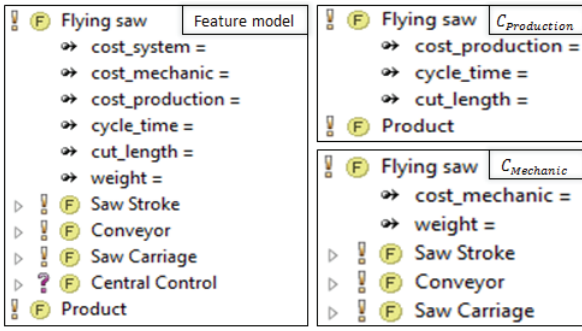 Flying saw
Feature model
cost_system =
cost_mechanic =
cost_production =
cycle_time =
cut_length =
weight =
! F Saw Stroke
! F Conveyor
! F Saw Carriage
? F Central Control
! F Product
! F Flying saw
C_Production
cost_production =
cycle_time =
cut_length =
! F Product
! F Flying saw
C_Mechanic
cost_mechanic =
weight =
! F Saw Stroke
! F Conveyor
! F Saw Carriage